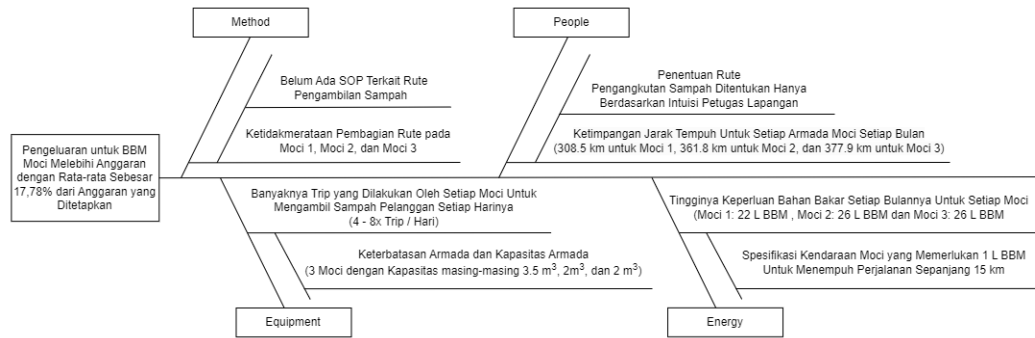 Method
People
Belum Ada SOP Terkait Rute
Pengambilan Sampah
Penentuan Rute
Pengangkutan Sampah Ditentukan Hanya
Berdasarkan Intuisi Petugas Lapangan
Ketidakmerataan Pembagian Rute pada
Moci 1, Moci 2, dan Moci 3
Ketimpangan Jarak Tempuh Untuk Setiap Armada Moci Setiap Bulan
(308.5 km untuk Moci 1, 361.8 km untuk Moci 2, dan 377.9 km untuk Moci 3)
Pengeluaran untuk BBM
Moci Melebihi Anggaran
dengan Rata-rata Sebesar
17,78% dari Anggaran yang
Ditetapkan
Banyaknya Trip yang Dilakukan Oleh Setiap Moci Untuk
Mengambil Sampah Pelanggan Setiap Harinya
(4 - 8x Trip / Hari)
Tingginya Keperluan Bahan Bakar Setiap Bulannya Untuk Setiap Moci
(Moci 1: 22 L BBM , Moci 2: 26 L BBM dan Moci 3: 26 L BBM
Keterbatasan Armada dan Kapasitas Armada
(3 Moci dengan Kapasitas masing-masing 3.5 m³, 2m³, dan 2 m³)
Spesifikasi Kendaraan Moci yang Memerlukan 1 L BBM
Untuk Menempuh Perjalanan Sepanjang 15 km
Equipment
Energy